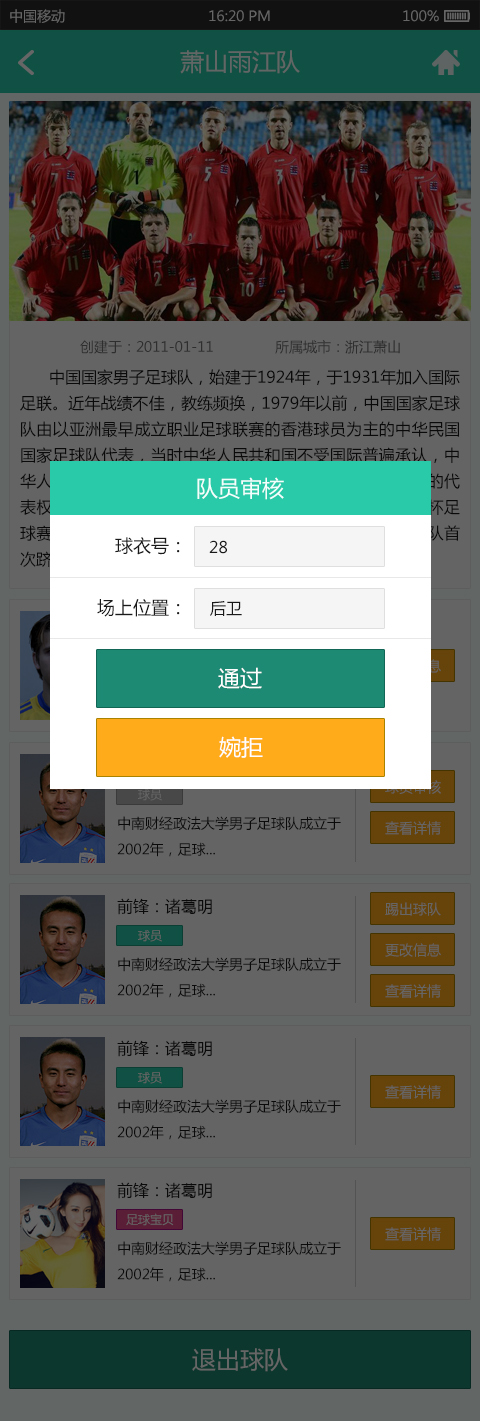 中国移动 16:20 PM 100%
萧山雨江队
创建于：2011-01-11 所属城市：浙江萧山
中国国家男子足球队，始建于1924年，于1931年加入国际
足联。近年战绩不佳，教练频换，1979年以前，中国国家足球
队由以亚洲最早成立职业足球联赛的香港球员为主的中华民国
国家足球队代表，当时中华人民共和国不受国际普遍承认，中
华人
的代
表权
杯足
球赛
队首
次跻
队员审核
球衣号： 28
场上位置： 后卫
通过
婉拒
息
球员审核
球员
查看详情
中南财经政法大学男子足球队成立于
2002年，足球...
前锋：诸葛明
球员
中南财经政法大学男子足球队成立于
2002年，足球...
踢出球队
更改信息
查看详情
前锋：诸葛明
球员
中南财经政法大学男子足球队成立于
2002年，足球...
查看详情
前锋：诸葛明
足球宝贝
中南财经政法大学男子足球队成立于
2002年，足球...
查看详情
退出球队